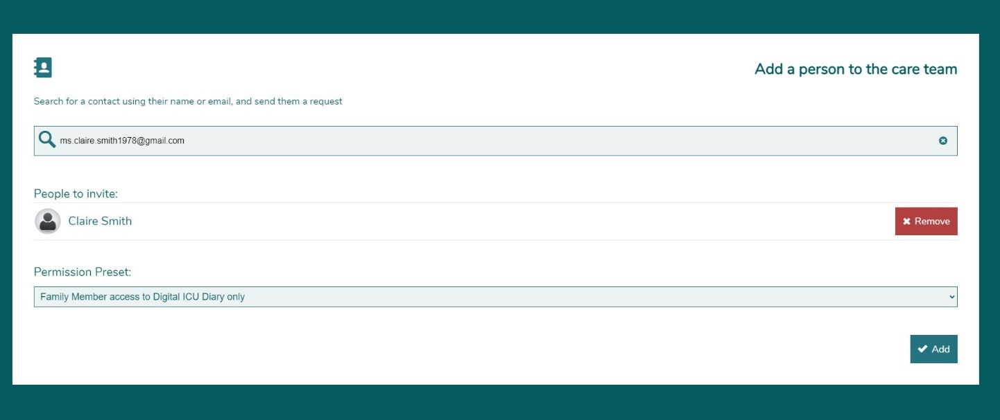 Add a person to the care team
Search for a contact using their name or email, and send them a request
ms.claire.smith1978@gmail.com
People to invite:
Claire Smith
Remove
Permission Preset:
Family Member access to Digital ICU Diary only
Add